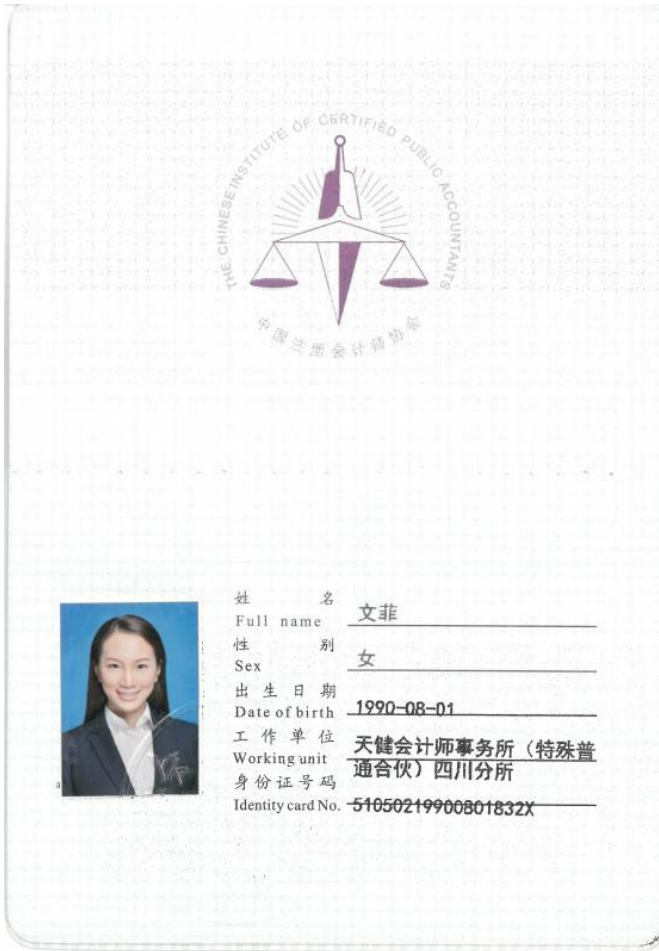 THE CHINESE INSTITUTE OF CERTIFIED PUBLIC ACCOUNTANTS
中国注册会计师协会
姓 名 文菲
Full name
性 别 女
Sex
出生日期 1990-08-01
Date of birth
工作单位 天健会计师事务所（特殊普
Working unit 通合伙）四川分所
身份证号码
Identity card No. 51050219900801832X